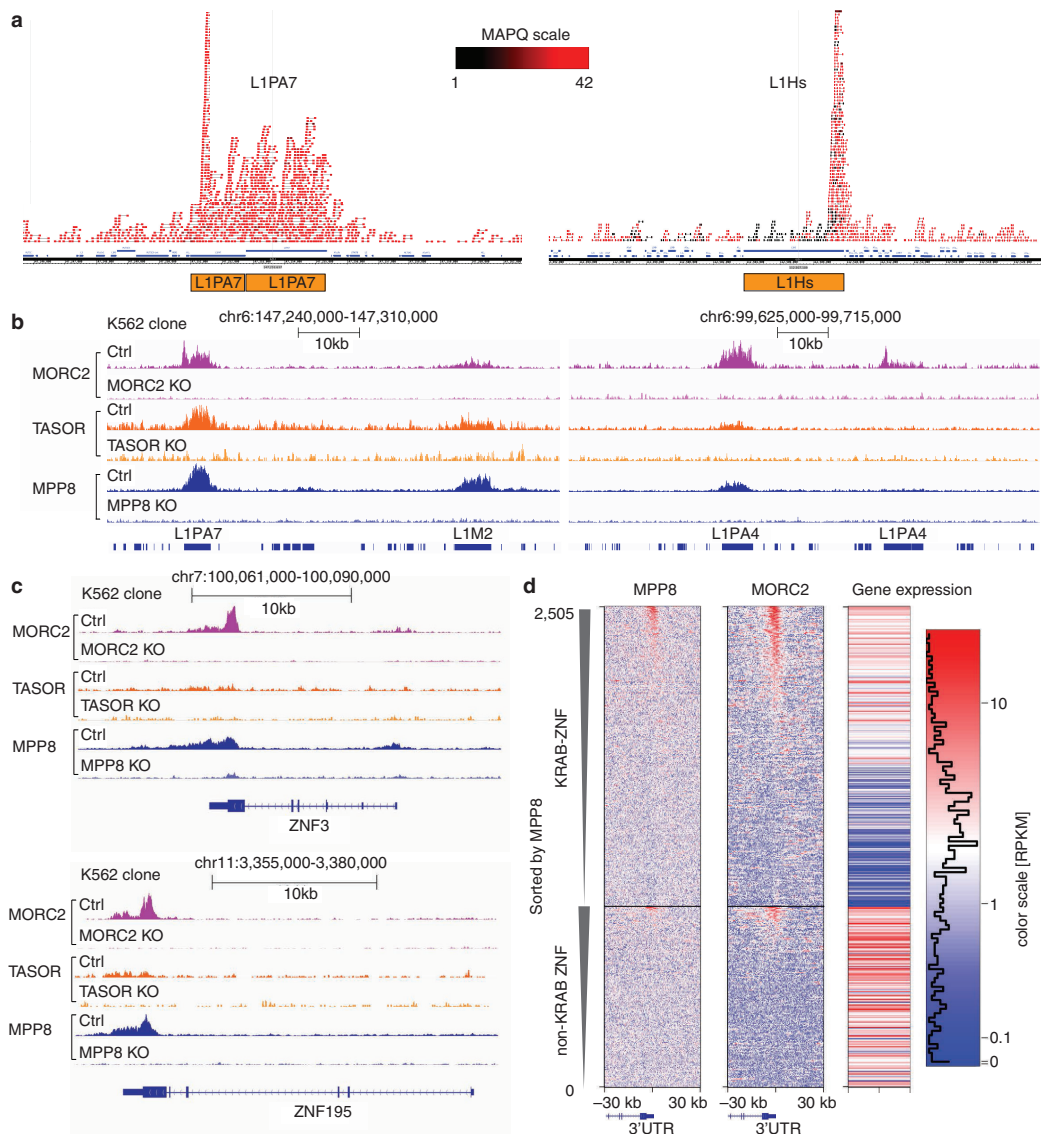 a
MAPQ scale
1 42
L1PA7
L1Hs
L1PA7 L1PA7
L1Hs
b
K562 clone
chr6:147,240,000-147,310,000
10kb
chr6:99,625,000-99,715,000
10kb
MORC2
Ctrl
MORC2 KO
TASOR
Ctrl
TASOR KO
MPP8
Ctrl
MPP8 KO
L1PA7 L1M2 L1PA4 L1PA4
c
K562 clone
chr7:100,061,000-100,090,000
10kb
MORC2
Ctrl
MORC2 KO
TASOR
Ctrl
TASOR KO
MPP8
Ctrl
MPP8 KO
ZNF3
K562 clone
chr11:3,355,000-3,380,000
10kb
MORC2
Ctrl
MORC2 KO
TASOR
Ctrl
TASOR KO
MPP8
Ctrl
MPP8 KO
ZNF195
d
MPP8 MORC2 Gene expression
2,505
KRAB-ZNF
Sorted by MPP8
non-KRAB ZNF
0
−30 kb 30 kb −30 kb 30 kb
3'UTR 3'UTR
10
1
0.1
0
color scale [RPKM]